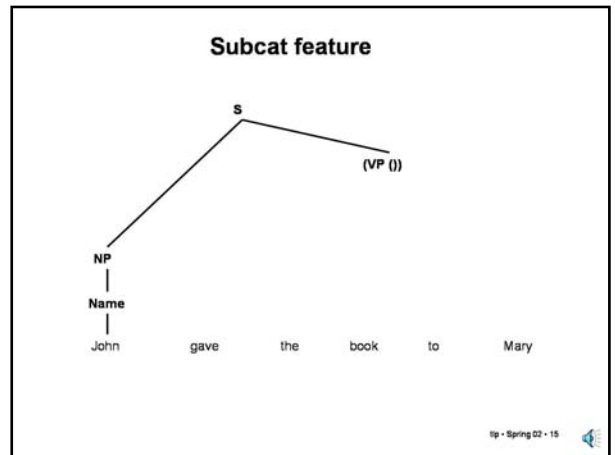 Subcat feature
S
(VP ())
NP
Name
John gave the book to Mary
tlp • Spring 02 • 15